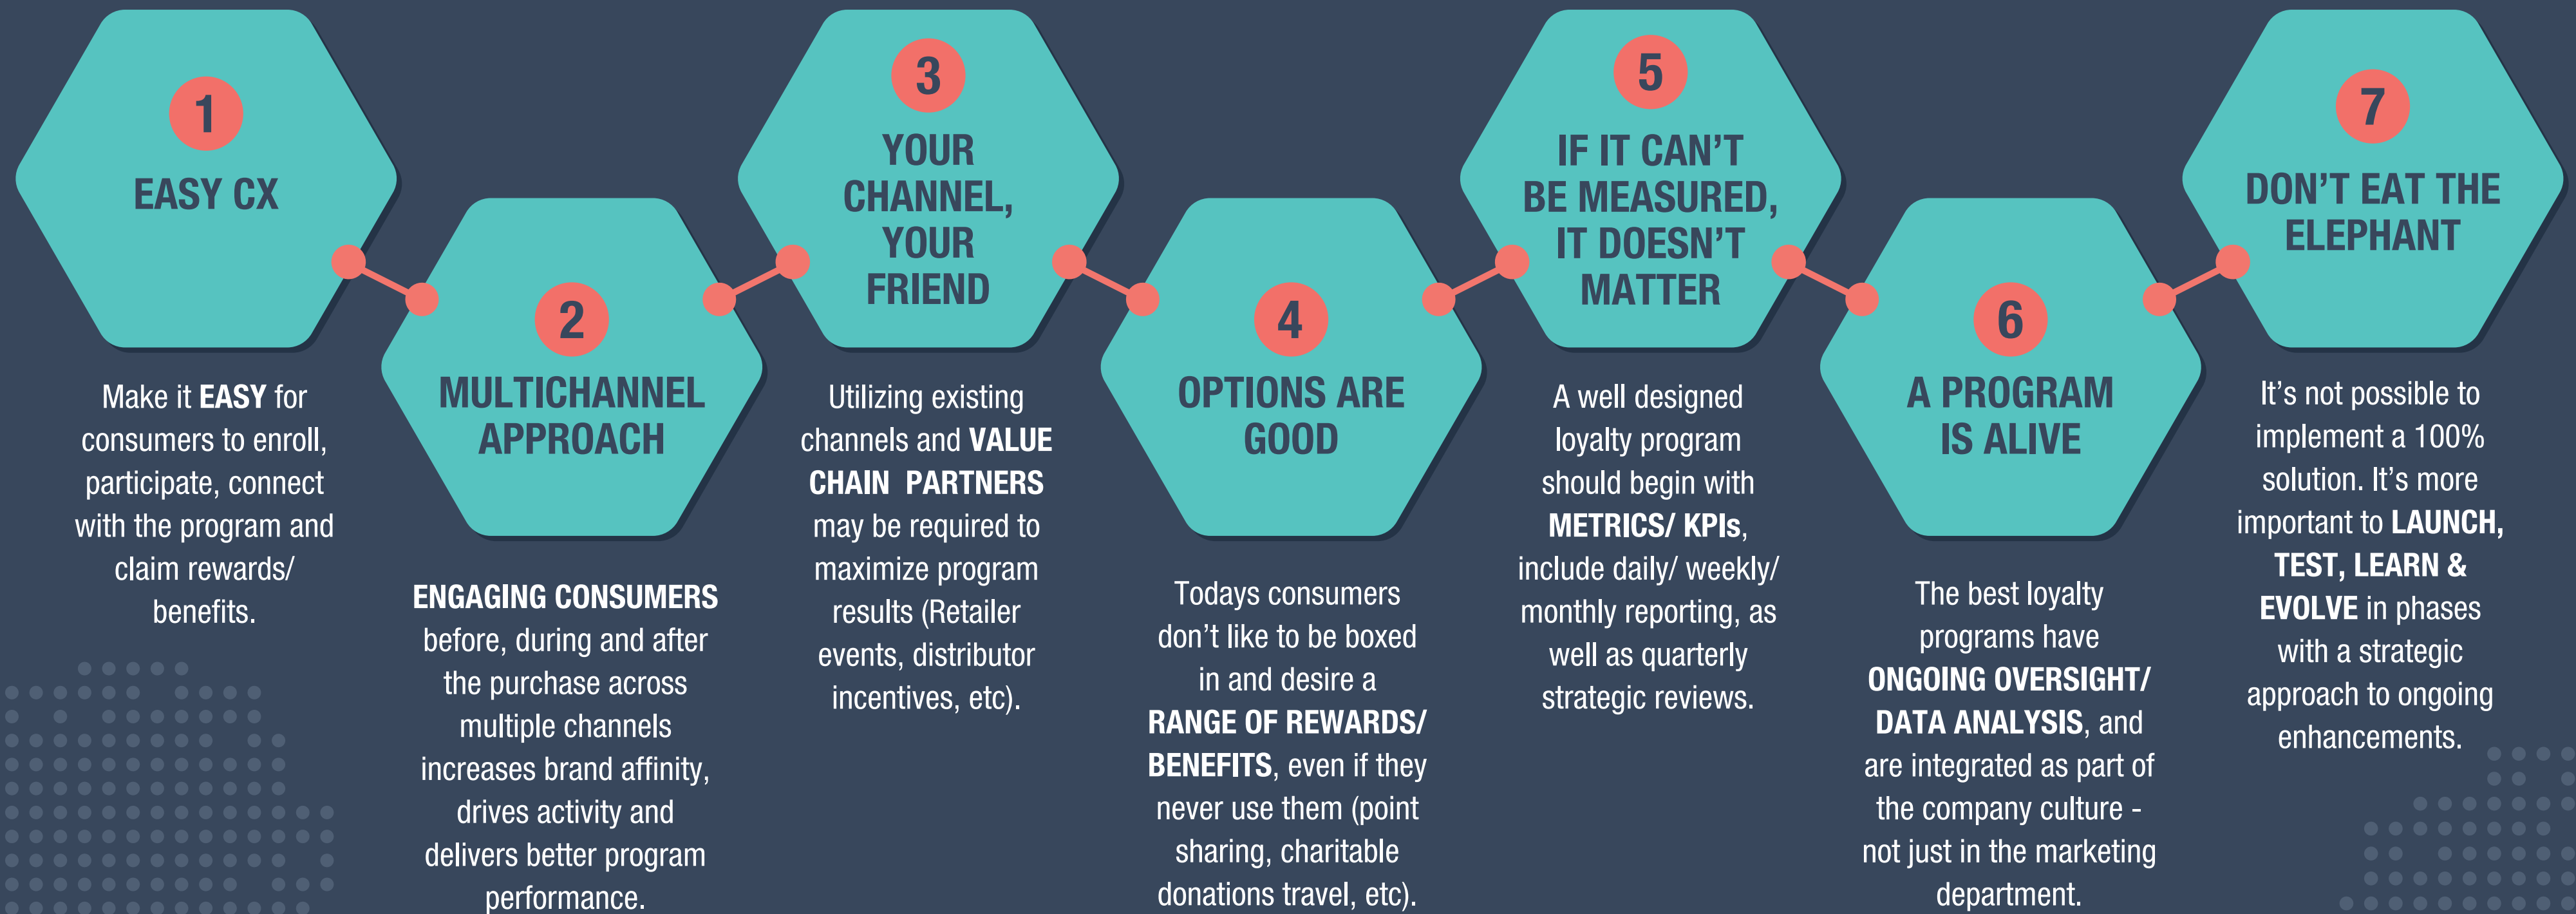 1
EASY CX
Make it EASY for
consumers to enroll,
participate, connect
with the program and
claim rewards/
benefits.
2
MULTICHANNEL
APPROACH
ENGAGING CONSUMERS
before, during and after
the purchase across
multiple channels
increases brand affinity,
drives activity and
delivers better program
performance.
3
YOUR
CHANNEL,
YOUR
FRIEND
Utilizing existing
channels and VALUE
CHAIN PARTNERS
may be required to
maximize program
results (Retailer
events, distributor
incentives, etc).
4
OPTIONS ARE
GOOD
Todays consumers
don't like to be boxed
in and desire a
RANGE OF REWARDS/
BENEFITS, even if they
never use them (point
sharing, charitable
donations travel, etc).
5
IF IT CAN'T
BE MEASURED,
IT DOESN'T
MATTER
A well designed
loyalty program
should begin with
METRICS/ KPIs,
include daily/ weekly/
monthly reporting, as
well as quarterly
strategic reviews.
6
A PROGRAM
IS ALIVE
The best loyalty
programs have
ONGOING OVERSIGHT/
DATA ANALYSIS, and
are integrated as part of
the company culture -
not just in the marketing
department.
7
DON'T EAT THE
ELEPHANT
It's not possible to
implement a 100%
solution. It's more
important to LAUNCH,
TEST, LEARN &
EVOLVE in phases
with a strategic
approach to ongoing
enhancements.